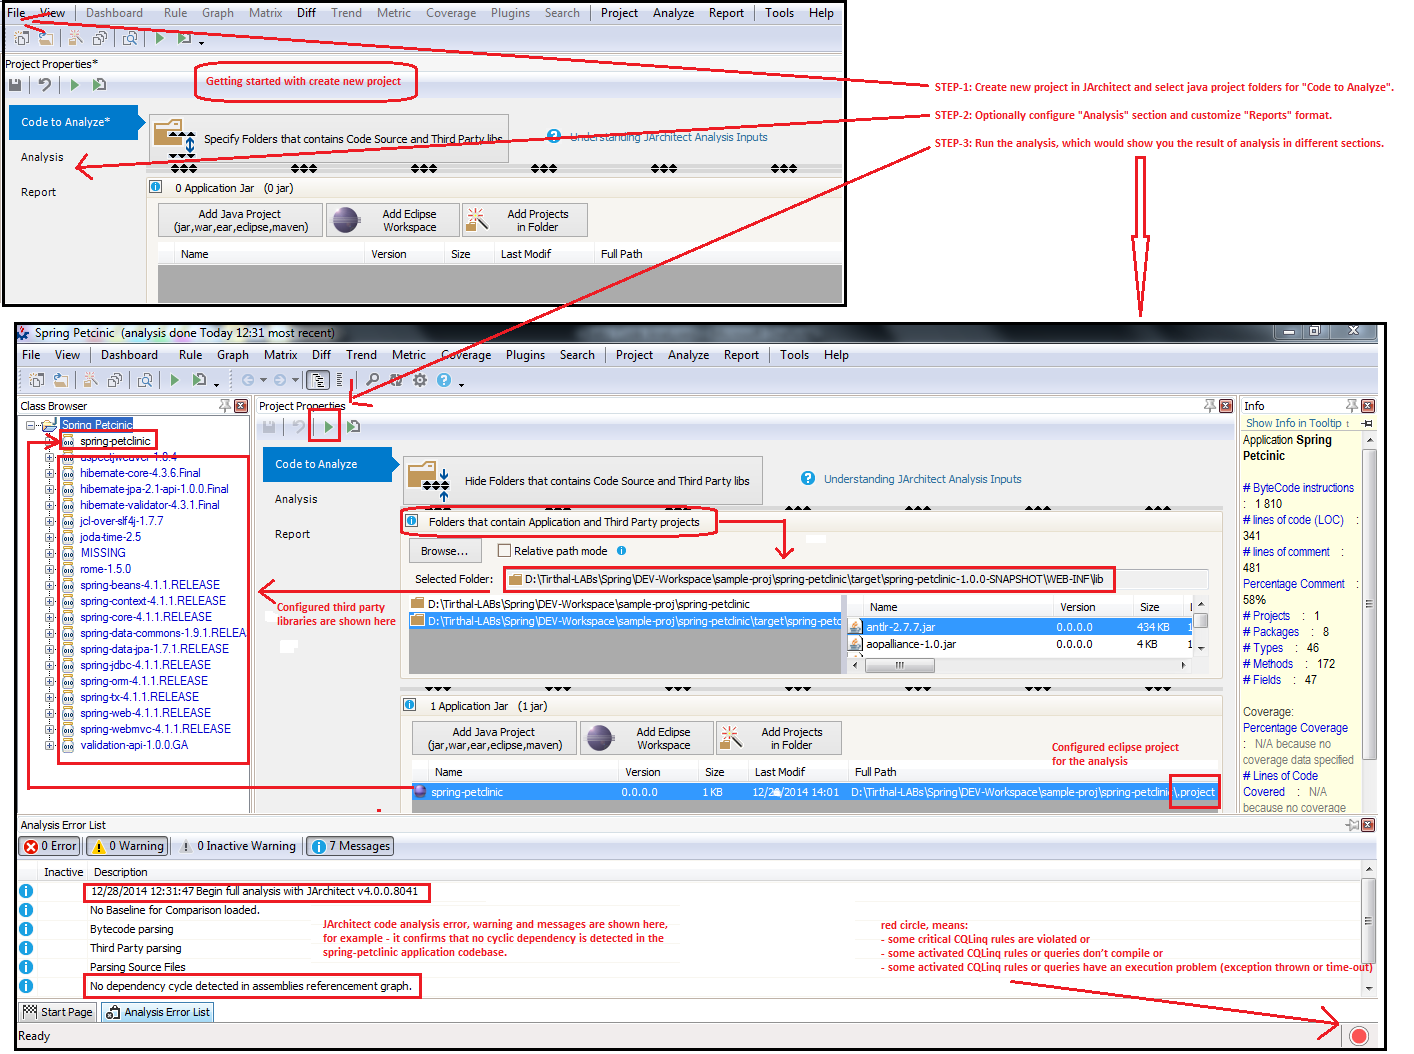 File View Dashboard Rule Graph Matrix Diff Trend Metric Coverage Plugins Search Project Analyze Report Tools Help
Project Properties*
Getting started with create new project
Code to Analyze*
Analysis
Report
Specify Folders that contains Code Source and Third Party libs
Understanding JArchitect Analysis Inputs
0 Application Jar (0 jar)
Add Java Project
(jar,war,ear,eclipse,maven)
Add Eclipse
Workspace
Add Projects
in Folder
Name Version Size Last Modif Full Path
STEP-1: Create new project in JArchitect and select java project folders for "Code to Analyze".
STEP-2: Optionally configure "Analysis" section and customize "Reports" format.
STEP-3: Run the analysis, which would show you the result of analysis in different sections.
Spring Petcinic (analysis done Today 12:31 most recent)
File View Dashboard Rule Graph Matrix Diff Trend Metric Coverage Plugins Search Project Analyze Report Tools Help
Class Browser
Spring Petcinic
spring-petclinic
aspectjweaver-1.8.4
hibernate-core-4.3.6.Final
hibernate-jpa-2.1-api-1.0.0.Final
hibernate-validator-4.3.1.Final
jcl-over-slf4j-1.7.7
joda-time-2.5
MISSING
rome-1.5.0
spring-beans-4.1.1.RELEASE
spring-context-4.1.1.RELEASE
spring-core-4.1.1.RELEASE
spring-data-commons-1.9.1.RELEA
spring-data-jpa-1.7.1.RELEASE
spring-jdbc-4.1.1.RELEASE
spring-orm-4.1.1.RELEASE
spring-tx-4.1.1.RELEASE
spring-web-4.1.1.RELEASE
spring-webmvc-4.1.1.RELEASE
validation-api-1.0.0.GA
Project Properties
Code to Analyze
Analysis
Report
Configured third party
libraries are shown here
Hide Folders that contains Code Source and Third Party libs
Understanding JArchitect Analysis Inputs
Folders that contain Application and Third Party projects
Browse... Relative path mode
Selected Folder: D:\Tirthal-LABs\Spring\DEV-Workspace\sample-proj\spring-petclinic\target\spring-petclinic-1.0.0-SNAPSHOT\WEB-INF\lib
D:\Tirthal-LABs\Spring\DEV-Workspace\sample-proj\spring-petclinic
D:\Tirthal-LABs\Spring\DEV-Workspace\sample-proj\spring-petclinic\target\spring-petc
Name Version Size
antlr-2.7.7.jar 0.0.0.0 434 KB 1
aopalliance-1.0.jar 0.0.0.0 4 KB 1
1 Application Jar (1 jar)
Add Java Project
(jar,war,ear,eclipse,maven)
Add Eclipse
Workspace
Add Projects
in Folder
Configured eclipse project
for the analysis
Name Version Size Last Modif Full Path
spring-petclinic 0.0.0.0 1 KB 12/28/2014 14:01 D:\Tirthal-LABs\Spring\DEV-Workspace\sample-proj\spring-petclinic\.project
Info
Show Info in Tooltip
Application Spring
Petcinic
# ByteCode instructions
: 1 810
# lines of code (LOC) :
341
# lines of comment :
481
Percentage Comment :
58%
# Projects : 1
# Packages : 8
# Types : 46
# Methods : 172
# Fields : 47
Coverage:
Percentage Coverage
: N/A because no
coverage data specified
# Lines of Code
Covered : N/A
because no coverage
Analysis Error List
0 Error 0 Warning 0 Inactive Warning 7 Messages
Inactive Description
12/28/2014 12:31:47 Begin full analysis with JArchitect v4.0.0.8041
No Baseline for Comparison loaded.
Bytecode parsing
Third Party parsing
Parsing Source Files
No dependency cycle detected in assemblies referencement graph.
JArchitect code analysis error, warning and messages are shown here,
for example - it confirms that no cyclic dependency is detected in the
spring-petclinic application codebase.
red circle, means:
- some critical CQLinq rules are violated or
- some activated CQLinq rules or queries don't compile or
- some activated CQLinq rules or queries have an execution problem (exception thrown or time-out)
Start Page Analysis Error List
Ready